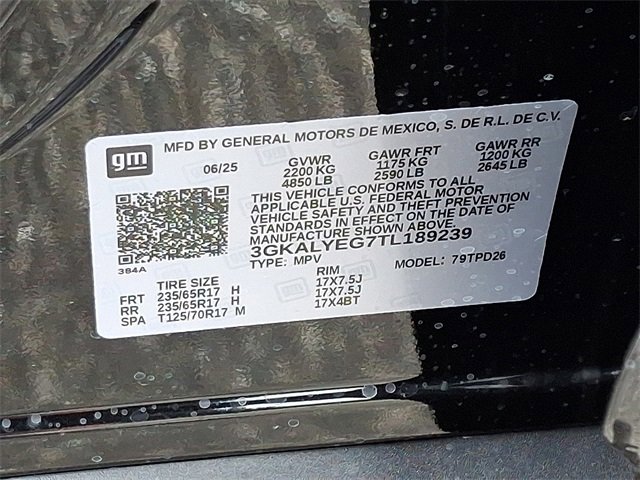 gm
MFD BY GENERAL MOTORS DE MEXICO, S. DE R.L. DE C.V.
06/25 GVWR GAWR FRT GAWR RR
2200 KG 1175 KG 1200 KG
4850 LB 2590 LB 2645 LB
THIS VEHICLE CONFORMS TO ALL
APPLICABLE U.S. FEDERAL MOTOR
VEHICLE SAFETY AND THEFT PREVENTION
STANDARDS IN EFFECT ON THE DATE OF
MANUFACTURE SHOWN ABOVE.
3GKALYEG7TL189239
384A TYPE: MPV MODEL: 79TPD26
TIRE SIZE RIM
FRT 235/65R17 H 17X7.5J
RR 235/65R17 H 17X7.5J
SPA T125/70R17 M 17X4BT